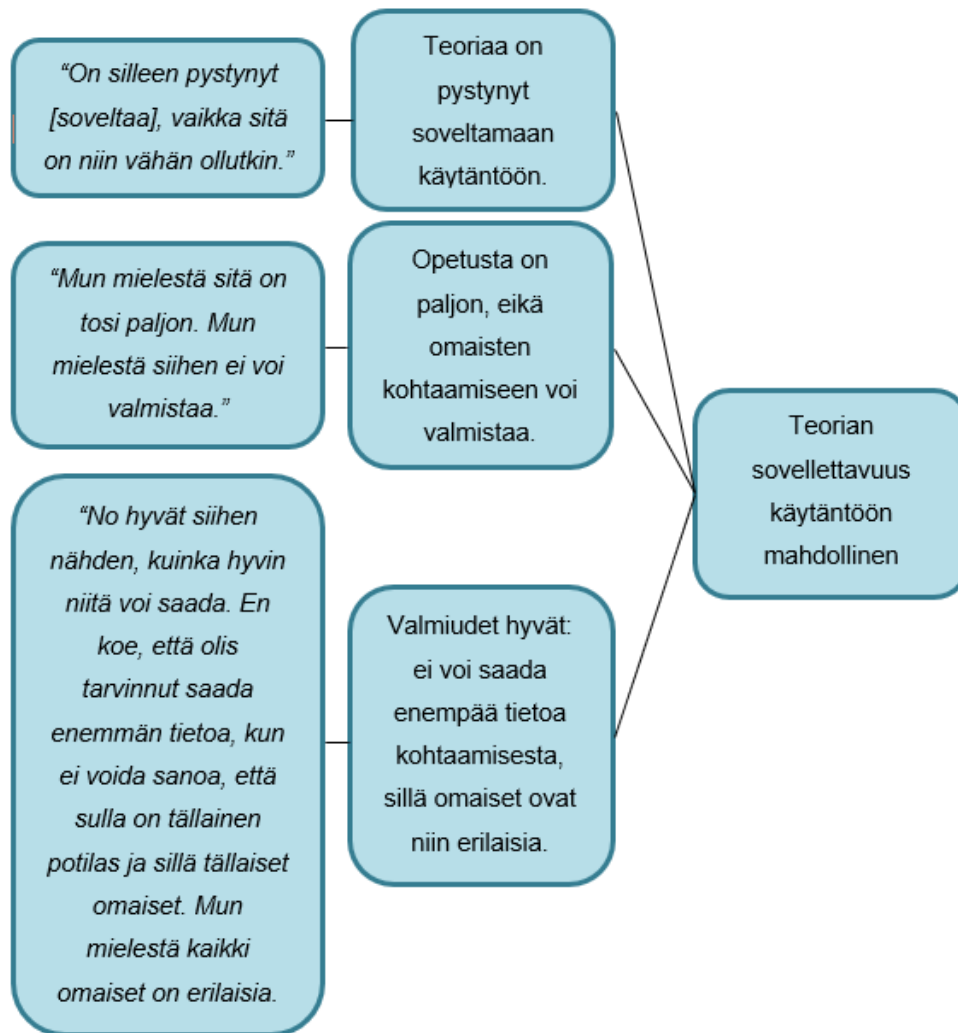 “On silleen pystynyt
[soveltaa], vaikka sitä
on niin vähän ollutkin.”
Teoriaa on
pystynyt
soveltamaan
käytäntöön.
“Mun mielestä sitä on
tosi paljon. Mun
mielestä siihen ei voi
valmistaa.”
Opetusta on
paljon, eikä
omaisten
kohtaamiseen voi
valmistaa.
“No hyvät siihen
nähden, kuinka hyvin
niitä voi saada. En
koe, että olis
tarvinnut saada
enemmän tietoa, kun
ei voida sanoa, että
sulla on tällainen
potilas ja sillä tällaiset
omaiset. Mun
mielestä kaikki
omaiset on erilaisia.
Valmiudet hyvät:
ei voi saada
enempää tietoa
kohtaamisesta,
sillä omaiset ovat
niin erilaisia.
Teorian
sovellettavuus
käytäntöön
mahdollinen